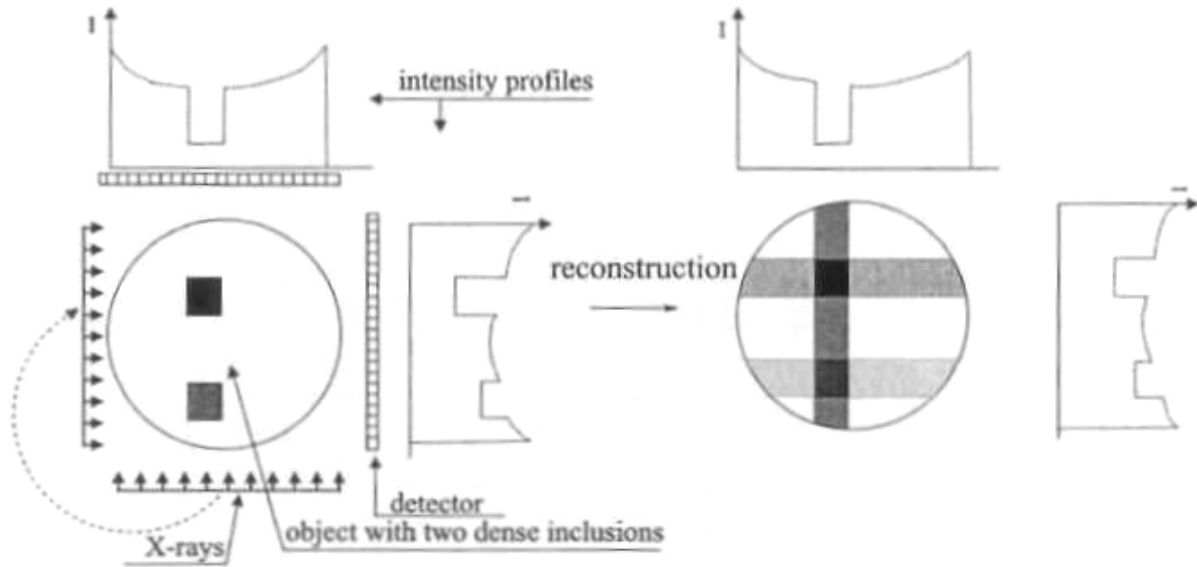 I
I
intensity profiles
I
I
reconstruction
detector
object with two dense inclusions
X-rays